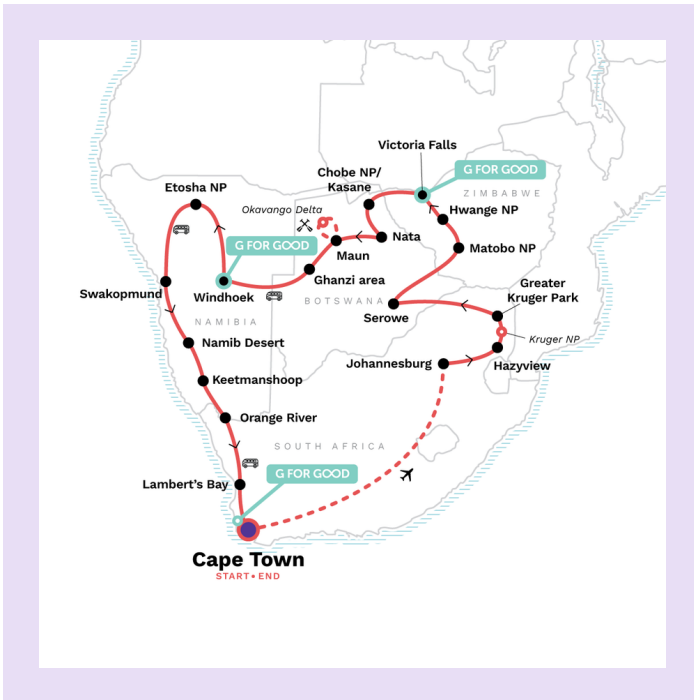 Victoria Falls
G FOR GOOD
Chobe NP/
Kasane
Etosha NP
ZIMBABWE
Okavango Delta
Hwange NP
G FOR GOOD
Nata
Matobo NP
Maun
Ghanzi area
Greater
Kruger Park
Swakopmund
Windhoek
BOTSWANA
Serowe
NAMIBIA
Kruger NP
Namib Desert
Johannesburg
Hazyview
Keetmanshoop
Orange River
SOUTH AFRICA
G FOR GOOD
Lambert's Bay
Cape Town
START • END